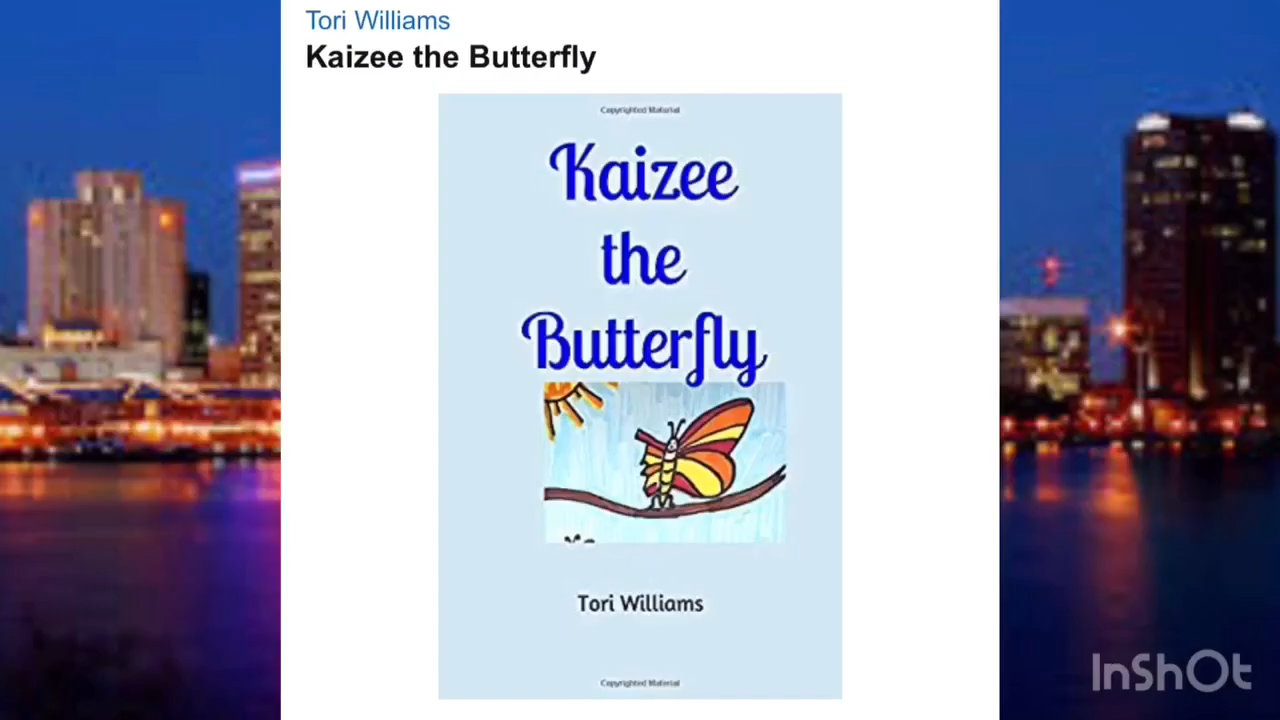 Tori Williams
Kaizee the Butterfly
Copyrighted Material
Kaizee
the
Butterfly
Tori Williams
Copyrighted Material
InShOt